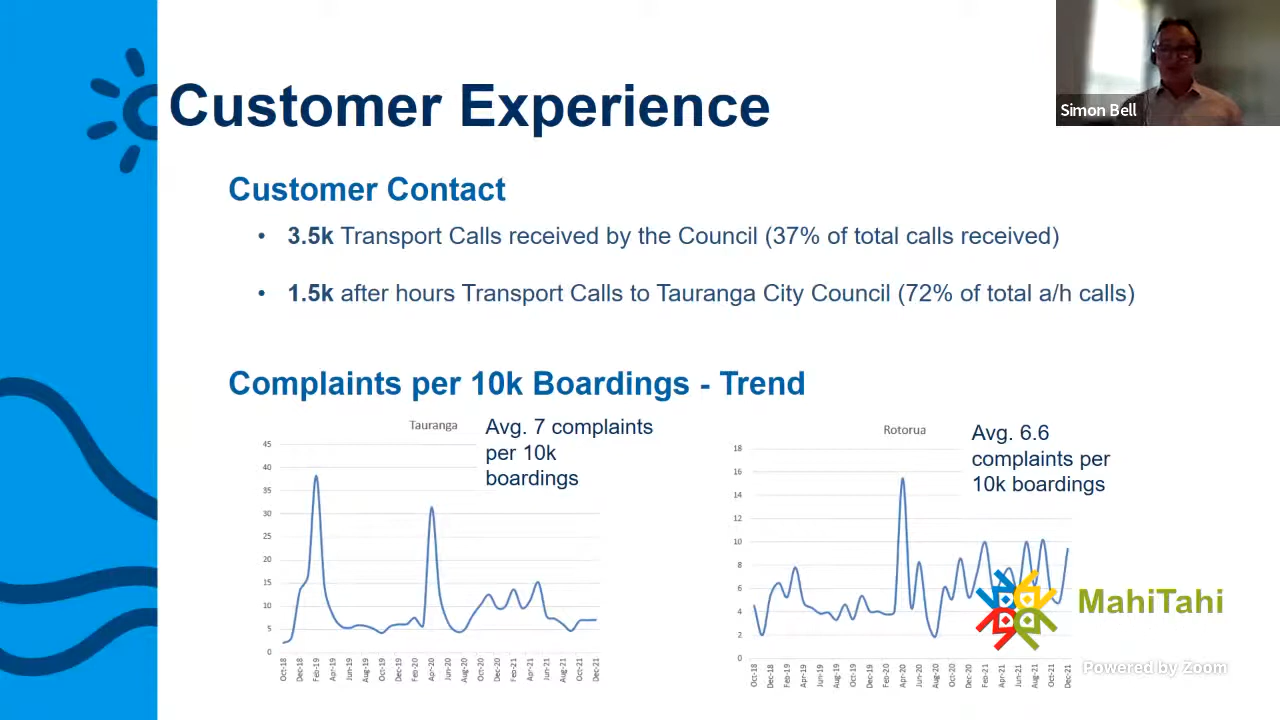 Simon Bell
Customer Experience
Customer Contact
• 3.5k Transport Calls received by the Council (37% of total calls received)
• 1.5k after hours Transport Calls to Tauranga City Council (72% of total a/h calls)
Complaints per 10k Boardings - Trend
Tauranga
Avg. 7 complaints
per 10k
boardings
45
40
35
30
25
20
15
10
5
0
Oct-18
Dec-18
Feb-19
Apr-19
Jun-19
Aug-19
Oct-19
Dec-19
Feb-20
Apr-20
Jun-20
Aug-20
Oct-20
Dec-20
Feb-21
Apr-21
Jun-21
Aug-21
Oct-21
Dec-21
Rotorua
Avg. 6.6
complaints per
10k boardings
18
16
14
12
10
8
6
4
2
0
Oct-18
Dec-18
Feb-19
Apr-19
Jun-19
Aug-19
Oct-19
Dec-19
Feb-20
Apr-20
Jun-20
Aug-20
Oct-20
Dec-20
Feb-21
Apr-21
Jun-21
Aug-21
Oct-21
Dec-21
MahiTahi
Powered by Zoom